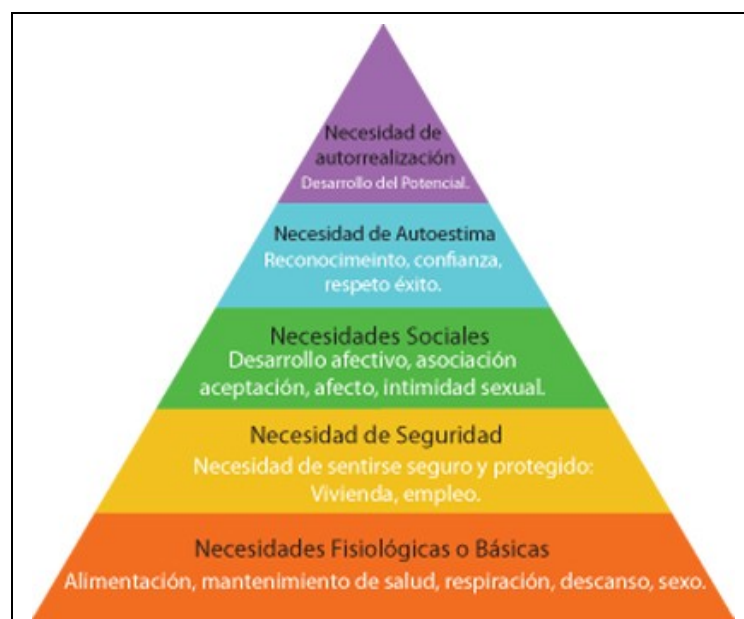 Necesidad de
autorrealización
Desarrollo del Potencial.
Necesidad de Autoestima
Reconocimeinto, confianza,
respeto éxito.
Necesidades Sociales
Desarrollo afectivo, asociación
aceptación, afecto, intimidad sexual.
Necesidad de Seguridad
Necesidad de sentirse seguro y protegido:
Vivienda, empleo.
Necesidades Fisiológicas o Básicas
Alimentación, mantenimiento de salud, respiración, descanso, sexo.